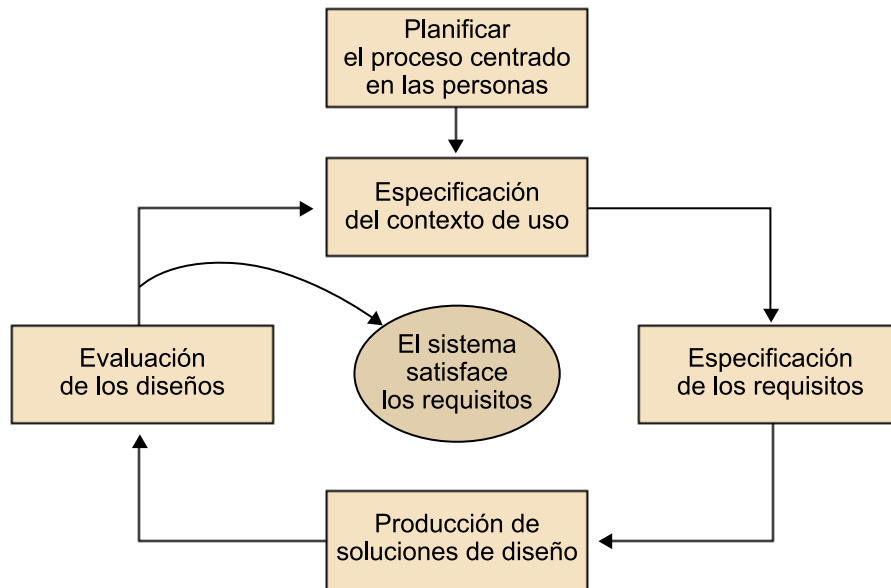 Planificar
el proceso centrado
en las personas
Especificación
del contexto de uso
Evaluación
de los diseños
El sistema
satisface
los requisitos
Especificación
de los requisitos
Producción de
soluciones de diseño